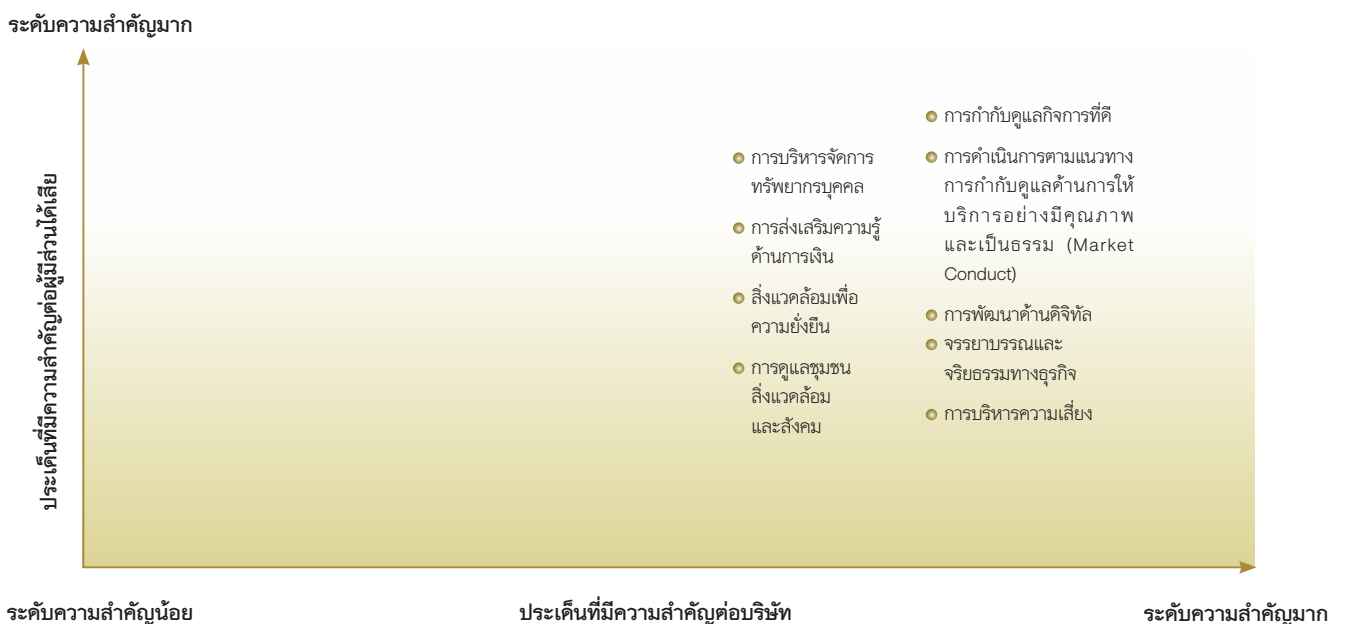 ระดับความสำคัญมาก
ประเด็นที่มีความสำคัญต่อผู้มีส่วนได้เสีย
การบริหารจัดการ
ทรัพยากรบุคคล
การส่งเสริมความรู้
ด้านการเงิน
สิ่งแวดล้อมเพื่อ
ความยั่งยืน
การดูแลชุมชน
สิ่งแวดล้อม
และสังคม
การกำกับดูแลกิจการที่ดี
การดำเนินการตามแนวทาง
การกำกับดูแลด้านการให้
บริการอย่างมีคุณภาพ
และเป็นธรรม (Market
Conduct)
การพัฒนาด้านดิจิทัล
จรรยาบรรณและ
จริยธรรมทางธุรกิจ
การบริหารความเสี่ยง
ระดับความสำคัญน้อย
ประเด็นที่มีความสำคัญต่อบริษัท
ระดับความสำคัญมาก